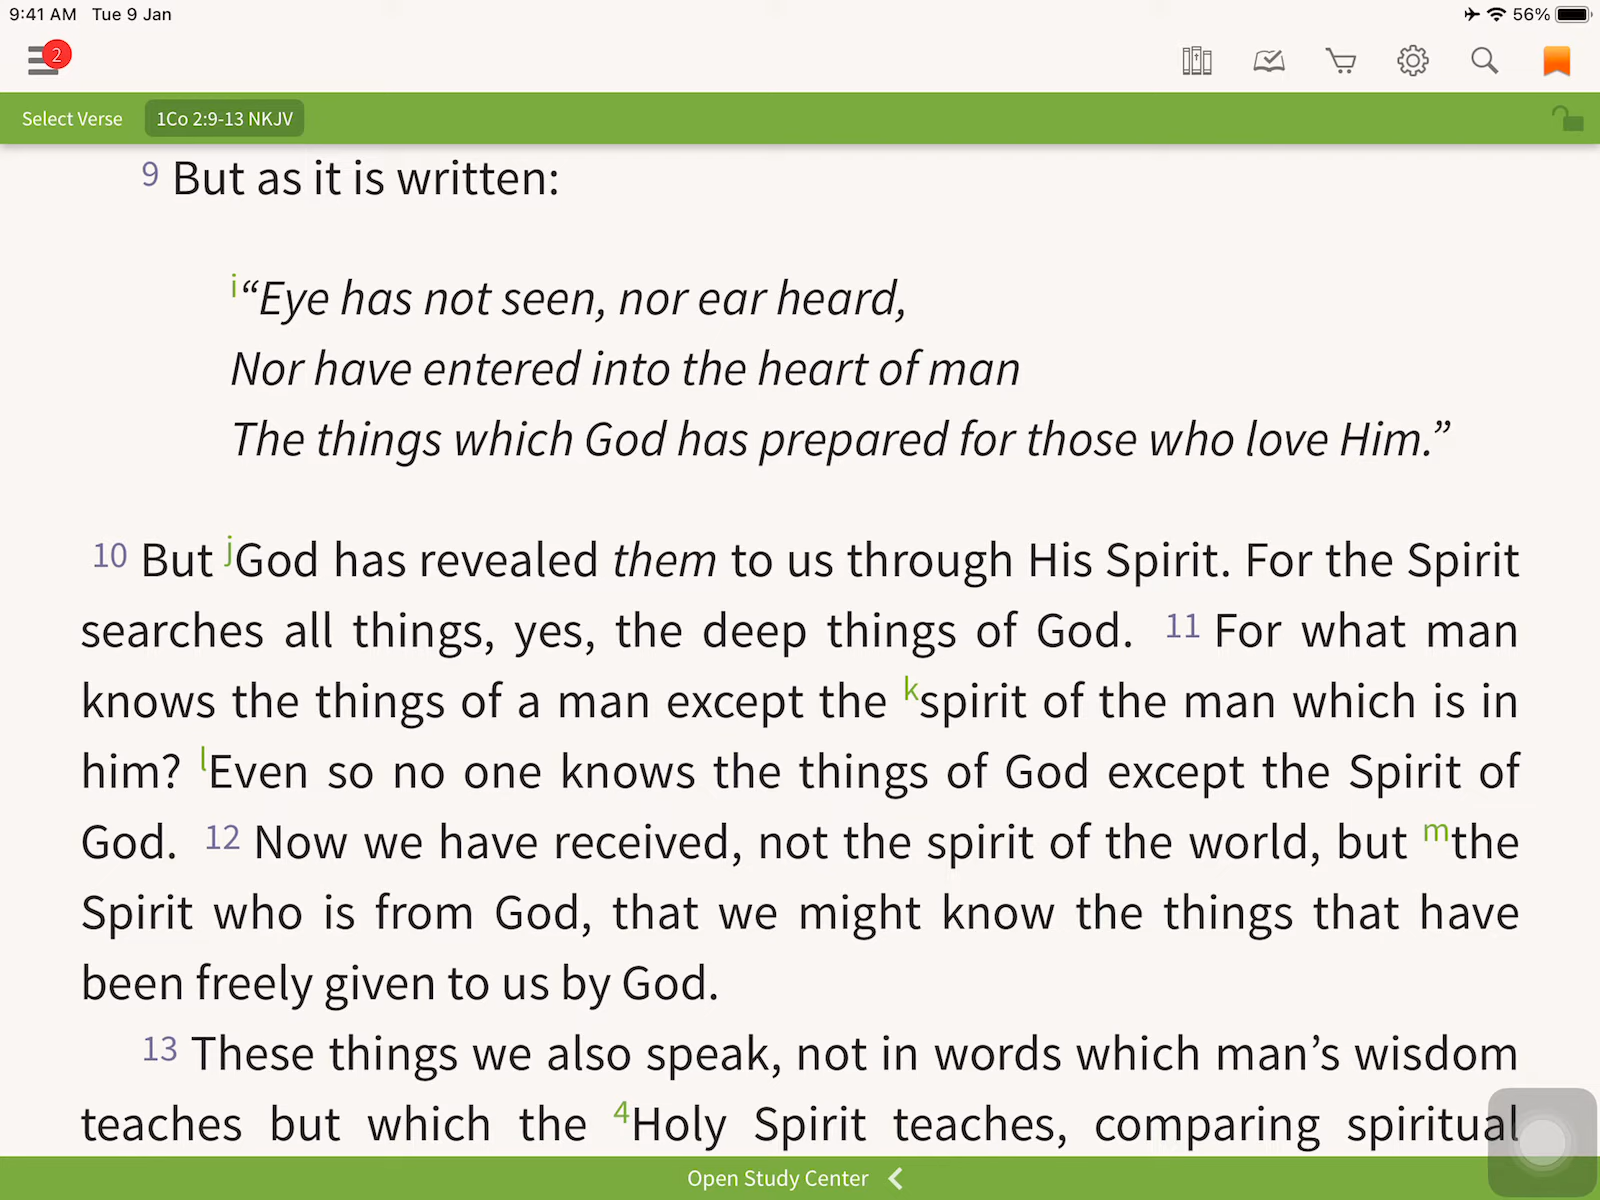 9:41 AM Tue 9 Jan 56%
2
Select Verse 1Co 2:9-13 NKJV
9 But as it is written:
i“Eye has not seen, nor ear heard,
Nor have entered into the heart of man
The things which God has prepared for those who love Him.”
10 But jGod has revealed them to us through His Spirit. For the Spirit
searches all things, yes, the deep things of God. 11 For what man
knows the things of a man except the kspirit of the man which is in
him? lEven so no one knows the things of God except the Spirit of
God. 12 Now we have received, not the spirit of the world, but mthe
Spirit who is from God, that we might know the things that have
been freely given to us by God.
13 These things we also speak, not in words which man’s wisdom
teaches but which the 4Holy Spirit teaches, comparing spiritual
Open Study Center